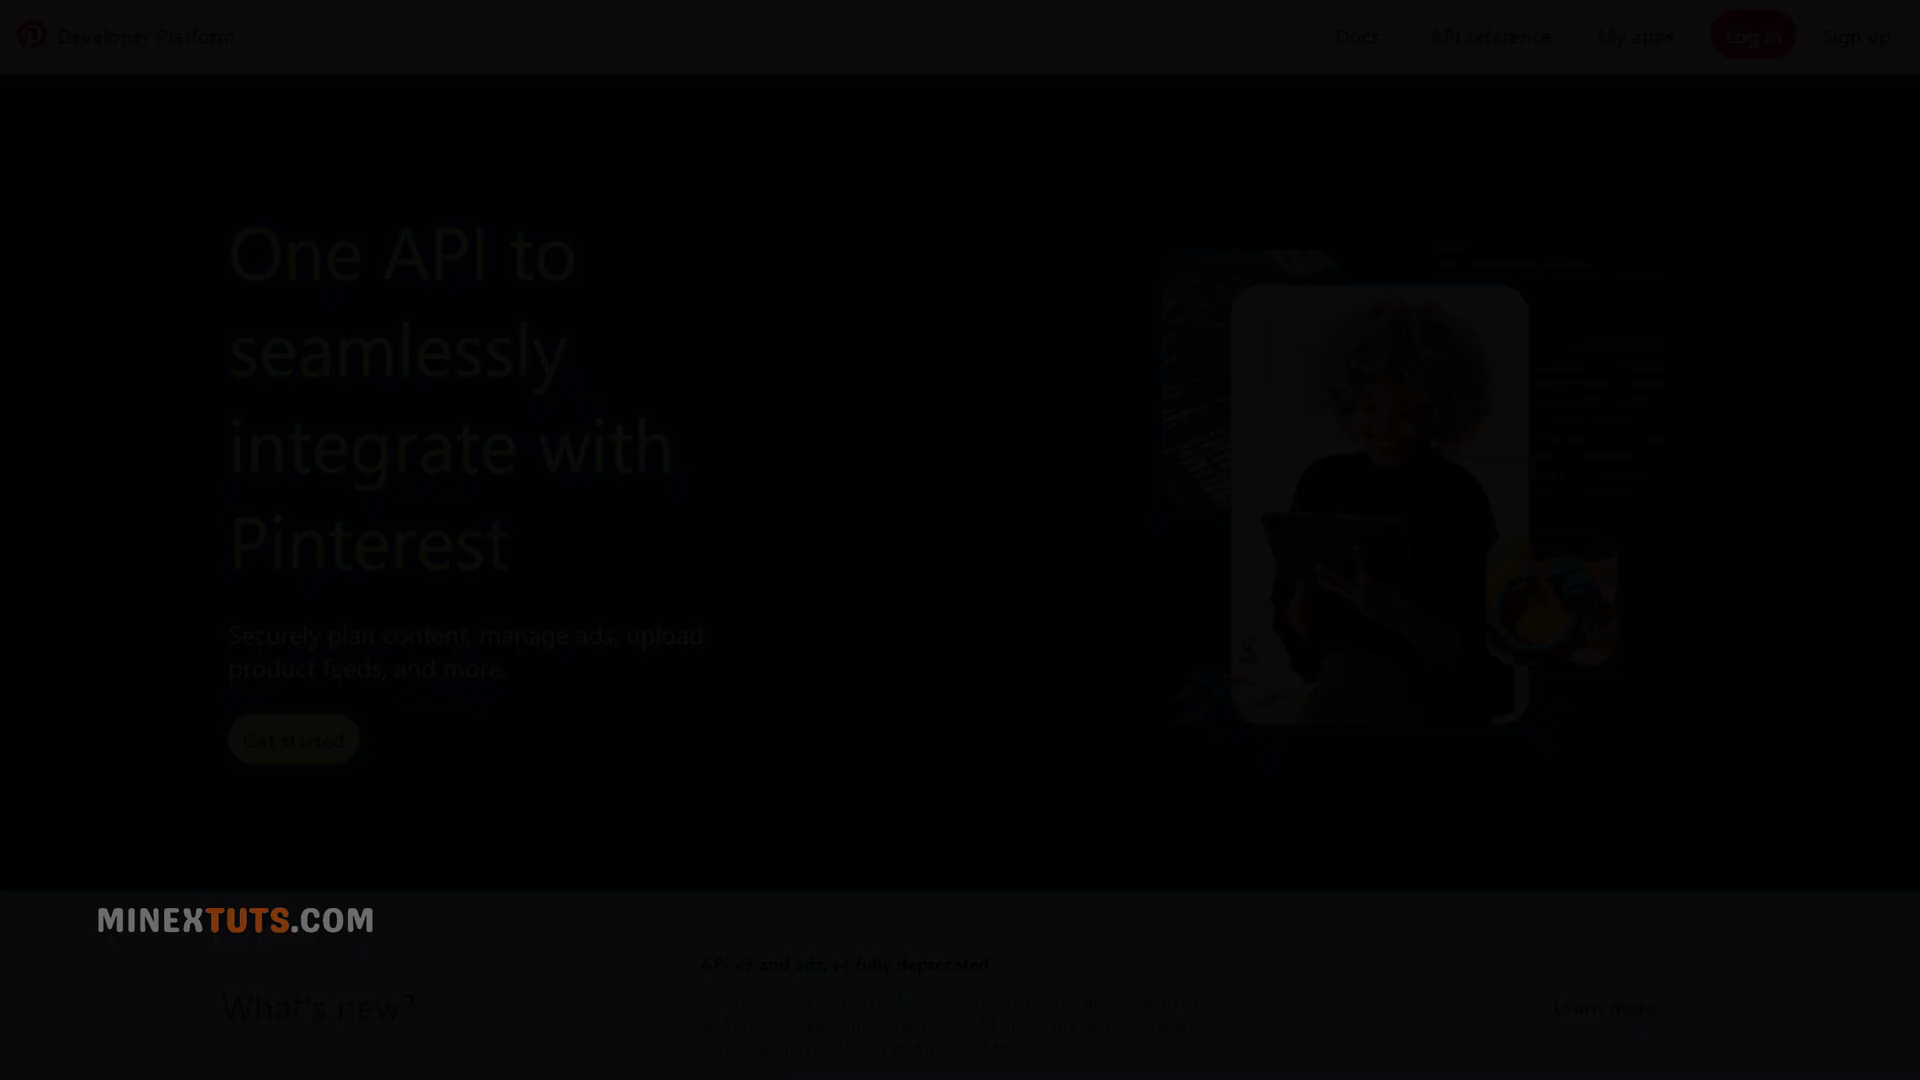 Developer Platform
Docs
API reference
My apps
Log in
Sign up
One API to
seamlessly
integrate with
Pinterest
Securely plan content, manage ads, upload
product feeds, and more.
Get started
MINEXTUTS.COM
What's new?
API v3 and ads/v4 fully deprecated
Learn more